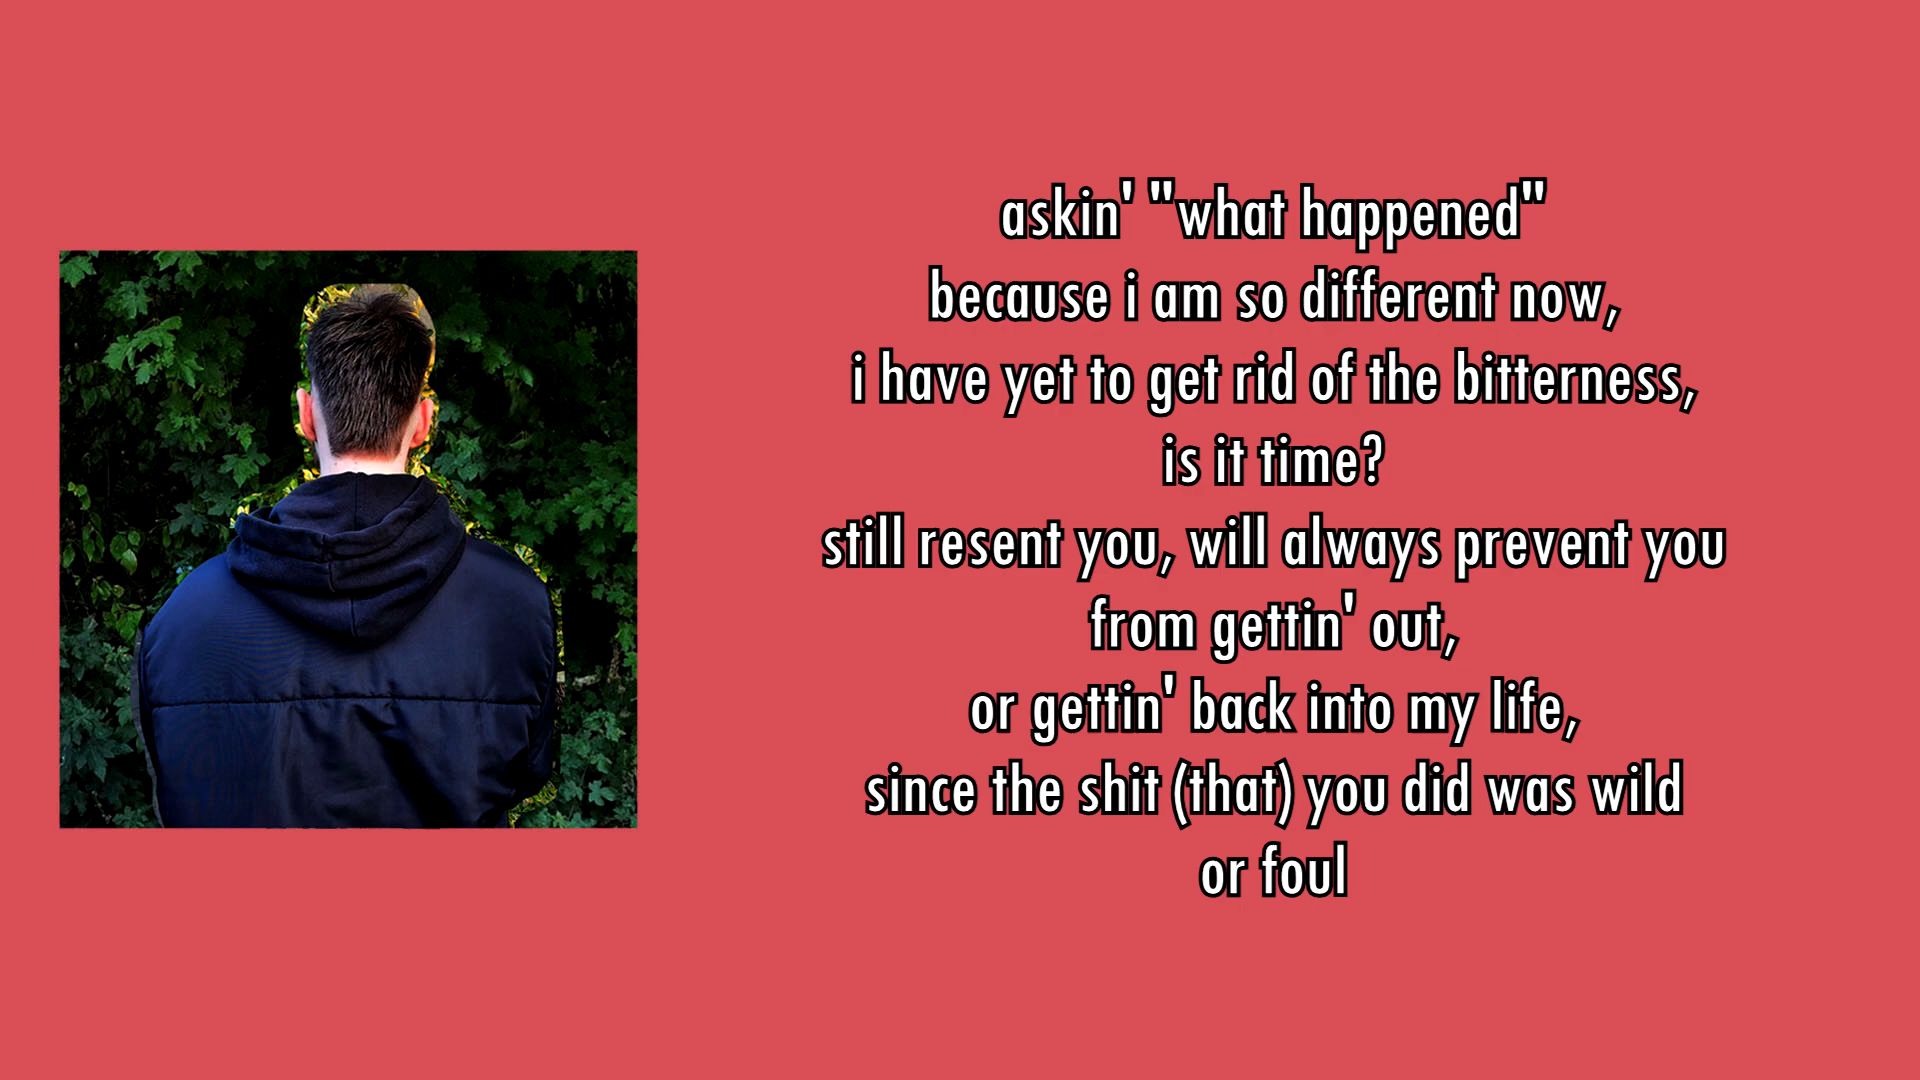 askin' "what happened"
because i am so different now,
i have yet to get rid of the bitterness,
is it time?
still resent you, will always prevent you
from gettin' out,
or gettin' back into my life,
since the shit (that) you did was wild
or foul